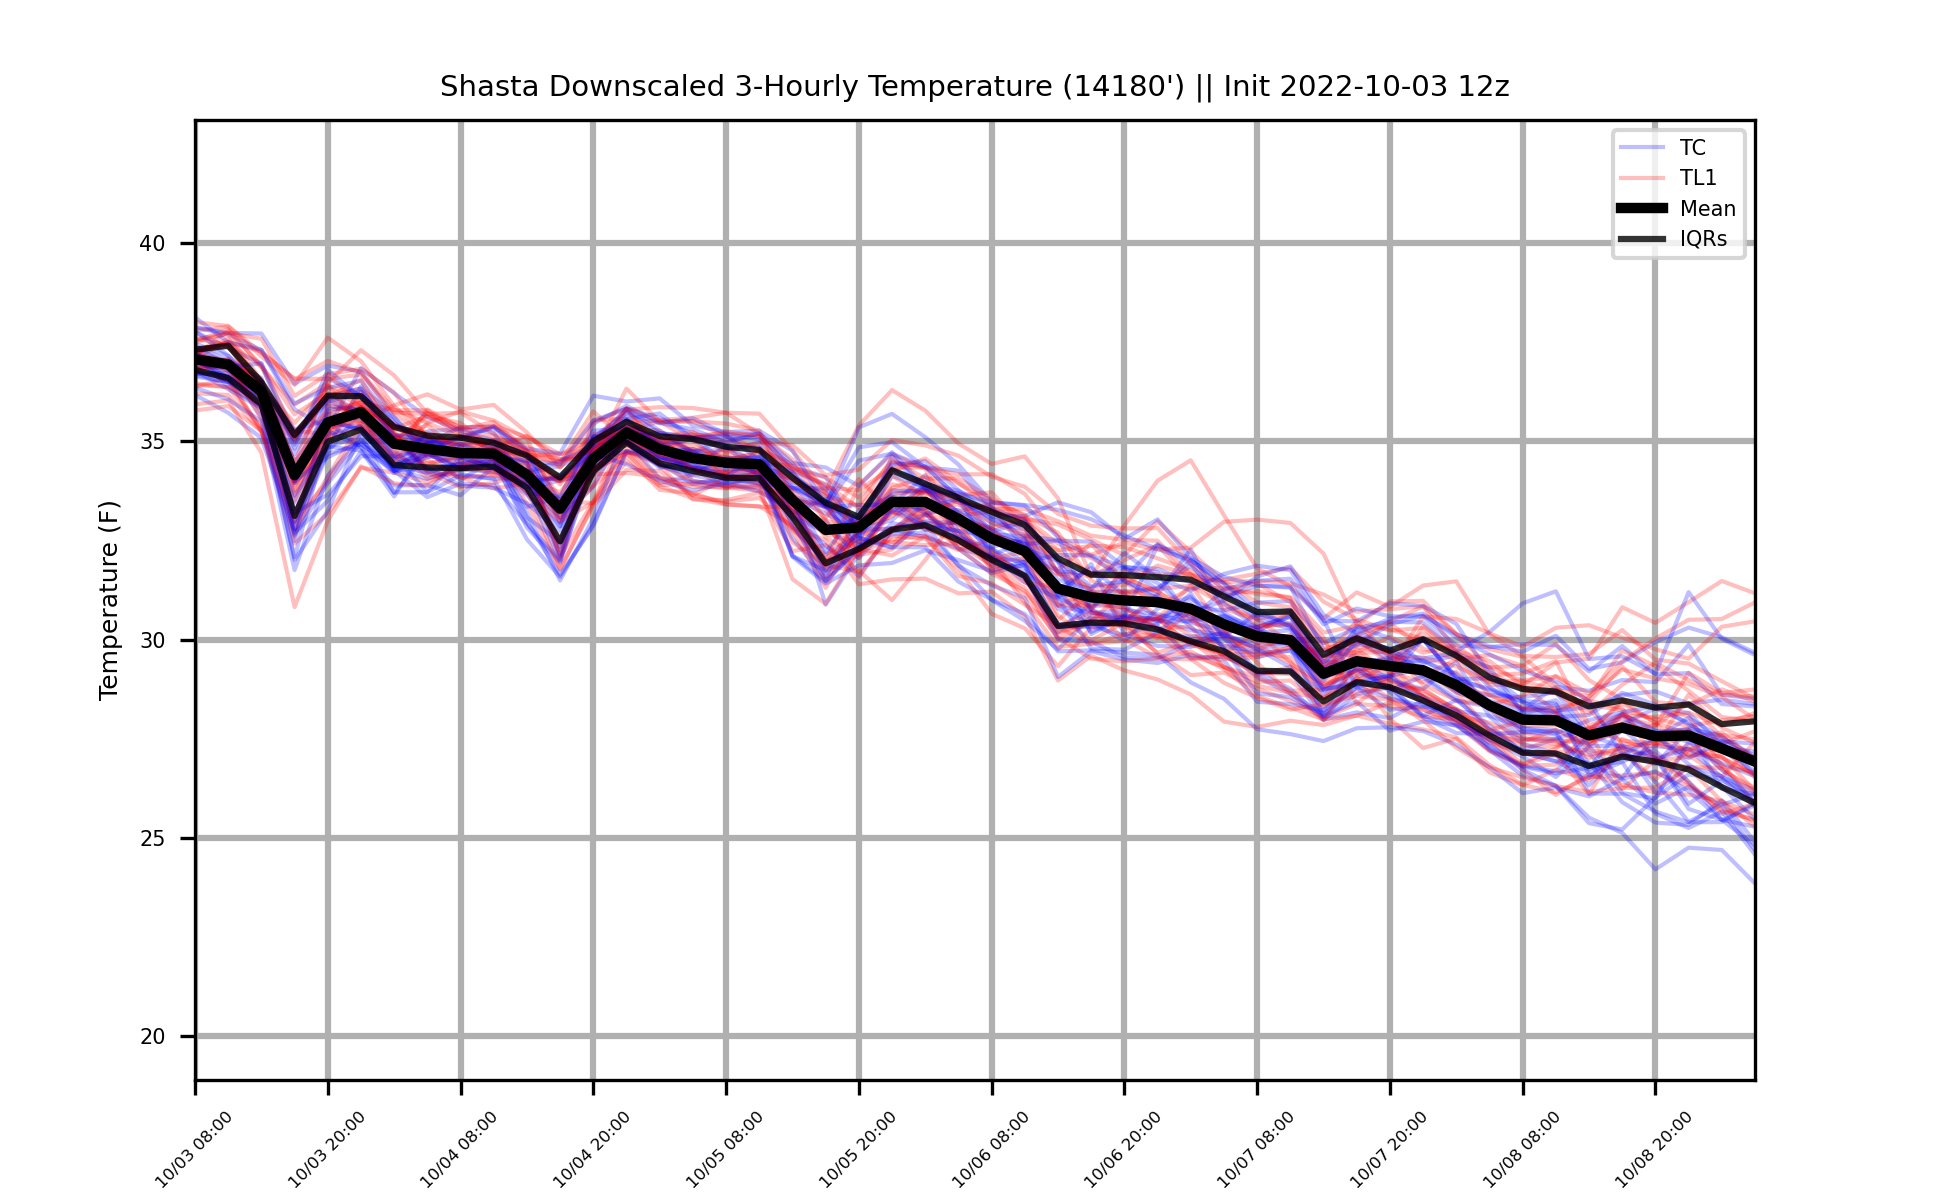 Shasta Downscaled 3-Hourly Temperature (14180') || Init 2022-10-03 12z
TC
TL1
Mean
IQRs
Temperature (F)
40
35
30
25
20
10/03 08:00
10/03 20:00
10/04 08:00
10/04 20:00
10/05 08:00
10/05 20:00
10/06 08:00
10/06 20:00
10/07 08:00
10/07 20:00
10/08 08:00
10/08 20:00